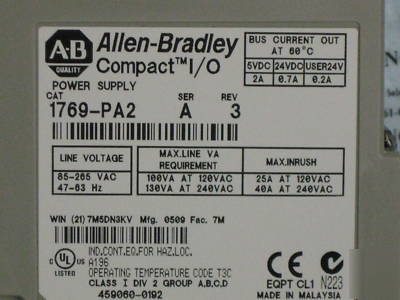 A-B
QUALITY
Allen-Bradley
Compact™ I/O
POWER SUPPLY
CAT SER REV
1769-PA2 A 3
BUS CURRENT OUT
AT 60°C
5VDC 24VDC USER24V
2A 0.7A 0.2A
LINE VOLTAGE
85-265 VAC
47-63 Hz
MAX.LINE VA
REQUIREMENT
100VA AT 120VAC
130VA AT 240VAC
MAX.INRUSH
25A AT 120VAC
40A AT 240VAC
WIN (21) 7M5DN3KV Mfg. 0509 Fac. 7M
UL
IND.CONT.EQ.FOR HAZ.LOC.
A196
OPERATING TEMPERATURE CODE T3C
CLASS I DIV 2 GROUP A,B,C,D
459060-0192
CE
EQPT CL1 N223
MADE IN MALAYSIA